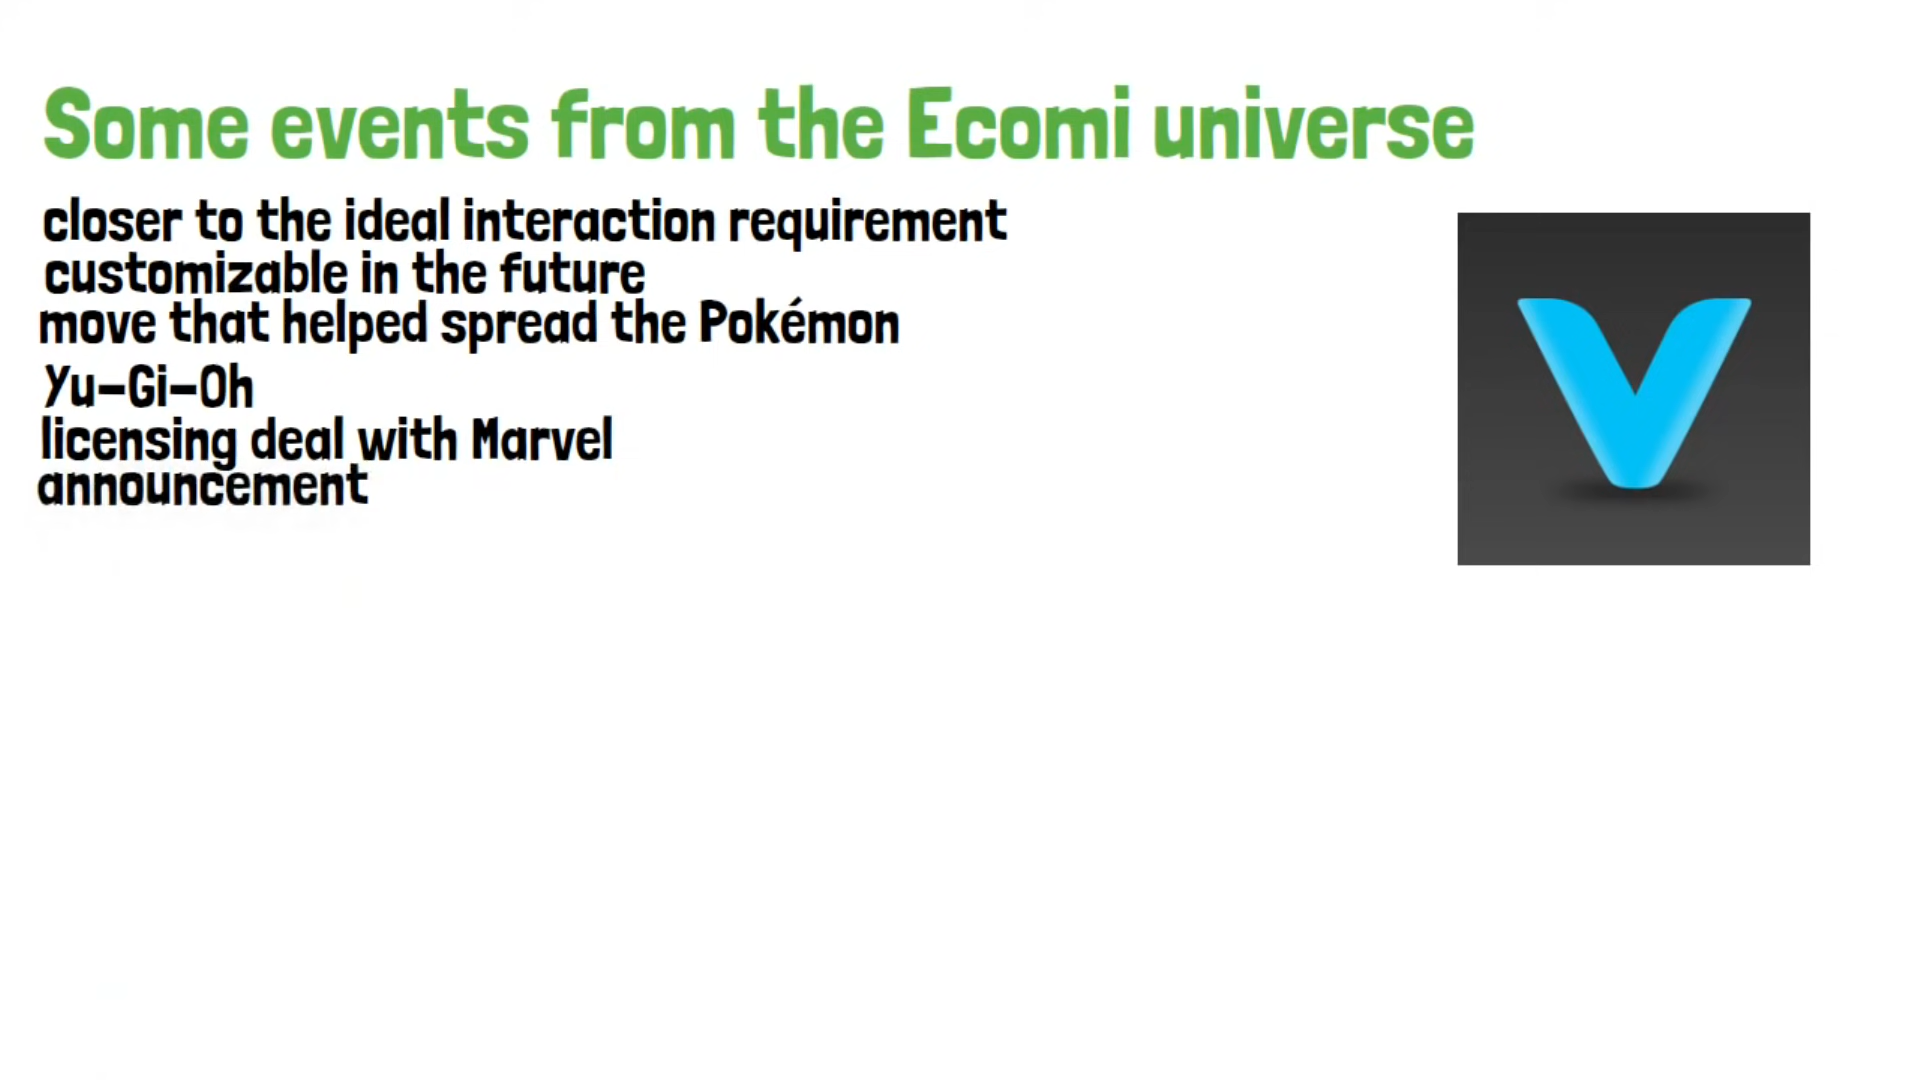 Some events from the Ecomi universe
closer to the ideal interaction requirement
customizable in the future
move that helped spread the Pokémon
Yu-Gi-Oh
licensing deal with Marvel
announcement
V